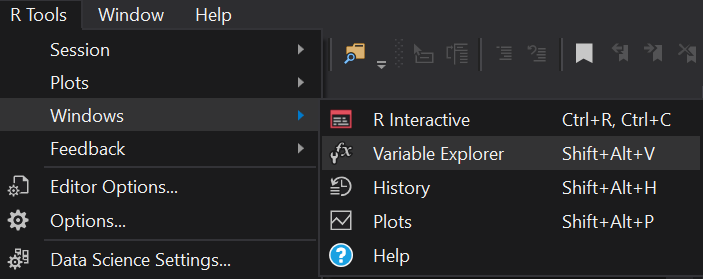 R Tools Window Help
Session
Plots
Windows
Feedback
Editor Options...
Options...
Data Science Settings...
R Interactive Ctrl+R, Ctrl+C
Variable Explorer Shift+Alt+V
History Shift+Alt+H
Plots Shift+Alt+P
Help